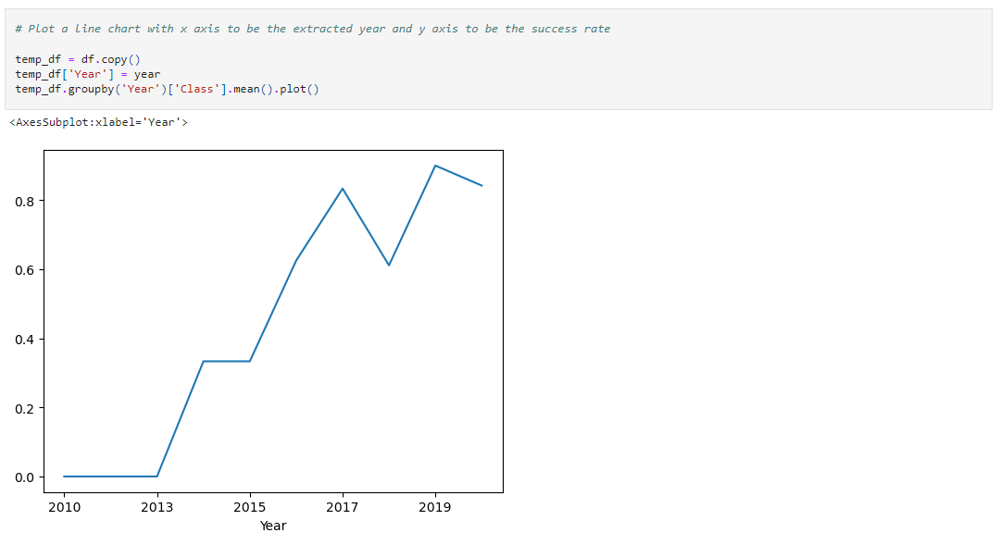 # Plot a line chart with x axis to be the extracted year and y axis to be the success rate
temp_df = df.copy()
temp_df['Year'] = year
temp_df.groupby('Year')['Class'].mean().plot()
<AxesSubplot:xlabel='Year'>
0.8
0.6
0.4
0.2
0.0
2010 2013 2015 2017 2019
Year